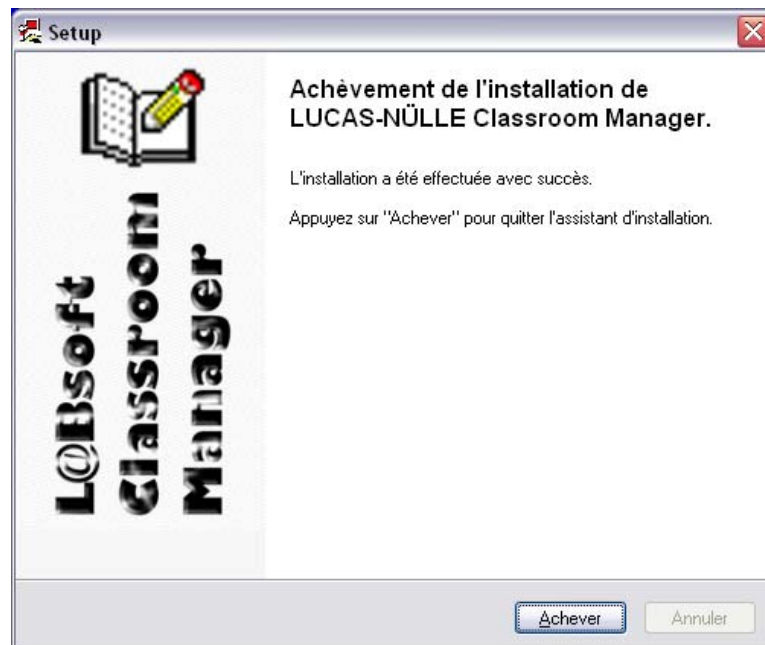 Setup
L@Bsoft
Classroom
Manager
Achèvement de l'installation de
LUCAS-NÜLLE Classroom Manager.
L'installation a été effectuée avec succès.
Appuyez sur "Achever" pour quitter l'assistant d'installation.
Achever
Annuler